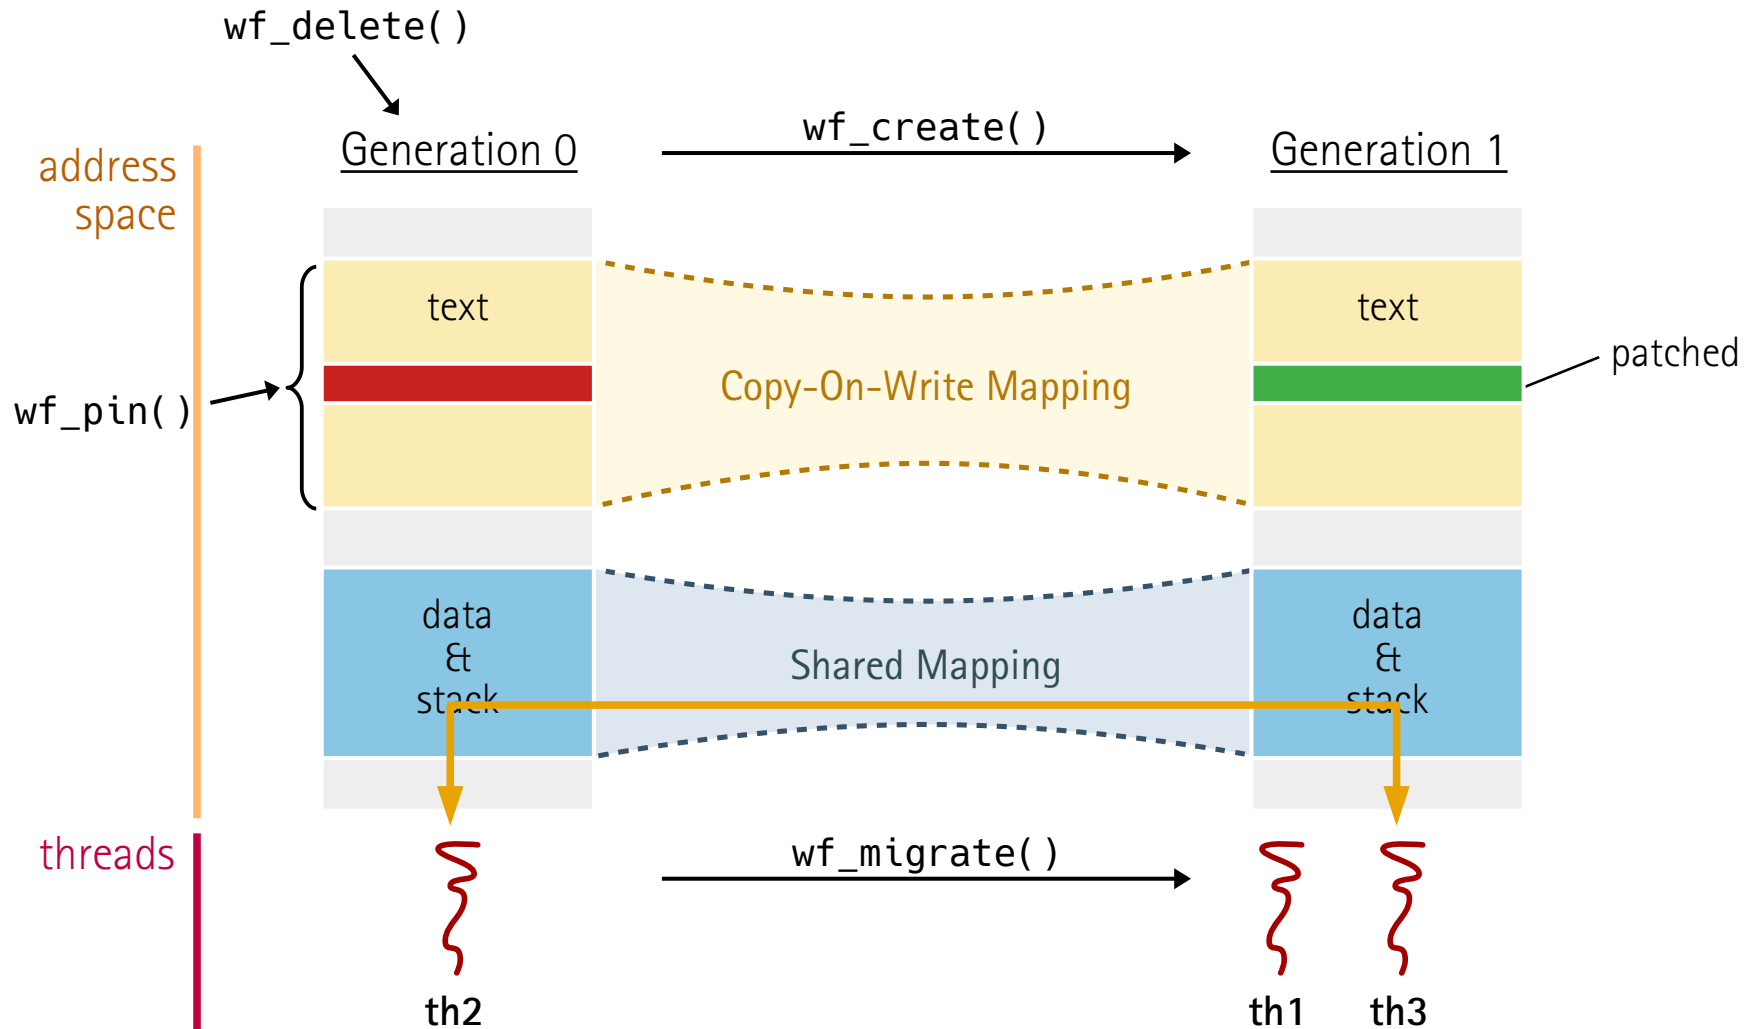 wf_delete()
Generation 0
wf_create()
Generation 1
address
space
text
text
patched
Copy-On-Write Mapping
wf_pin()
data
&
stack
Shared Mapping
data
&
stack
threads
wf_migrate()
th2
th1
th3